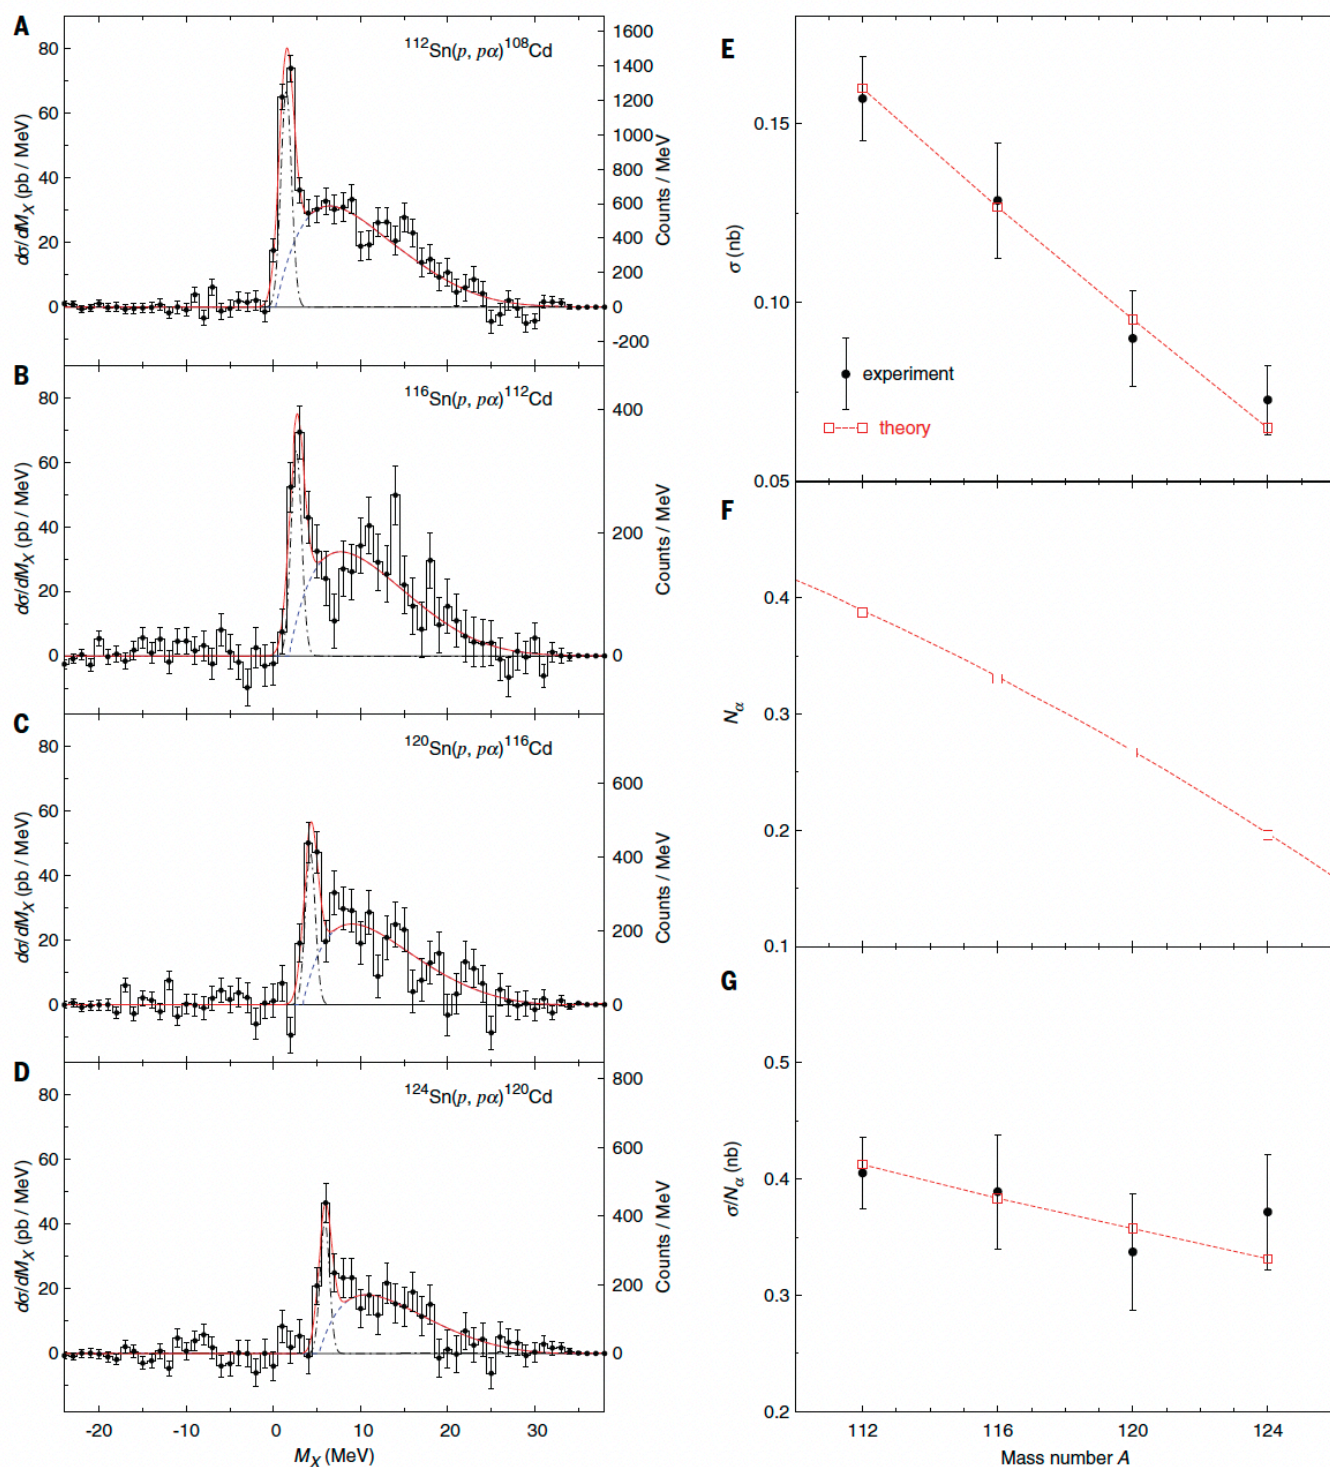 A
¹¹²Sn(p, pα)¹⁰⁸Cd
80
60
40
20
0
dσ/dM_X (pb / MeV)
1600
1400
1200
1000
800
600
400
200
0
-200
Counts / MeV
B
¹¹⁶Sn(p, pα)¹¹²Cd
80
60
40
20
0
dσ/dM_X (pb / MeV)
400
200
0
Counts / MeV
C
¹²⁰Sn(p, pα)¹¹⁶Cd
80
60
40
20
0
dσ/dM_X (pb / MeV)
600
400
200
0
Counts / MeV
D
¹²⁴Sn(p, pα)¹²⁰Cd
80
60
40
20
0
dσ/dM_X (pb / MeV)
800
600
400
200
0
Counts / MeV
-20 -10 0 10 20 30
M_X (MeV)
E
0.15
0.10
0.05
σ (nb)
experiment
theory
F
0.4
0.3
0.2
0.1
N_α
G
0.5
0.4
0.3
0.2
σ/N_α (nb)
112 116 120 124
Mass number A